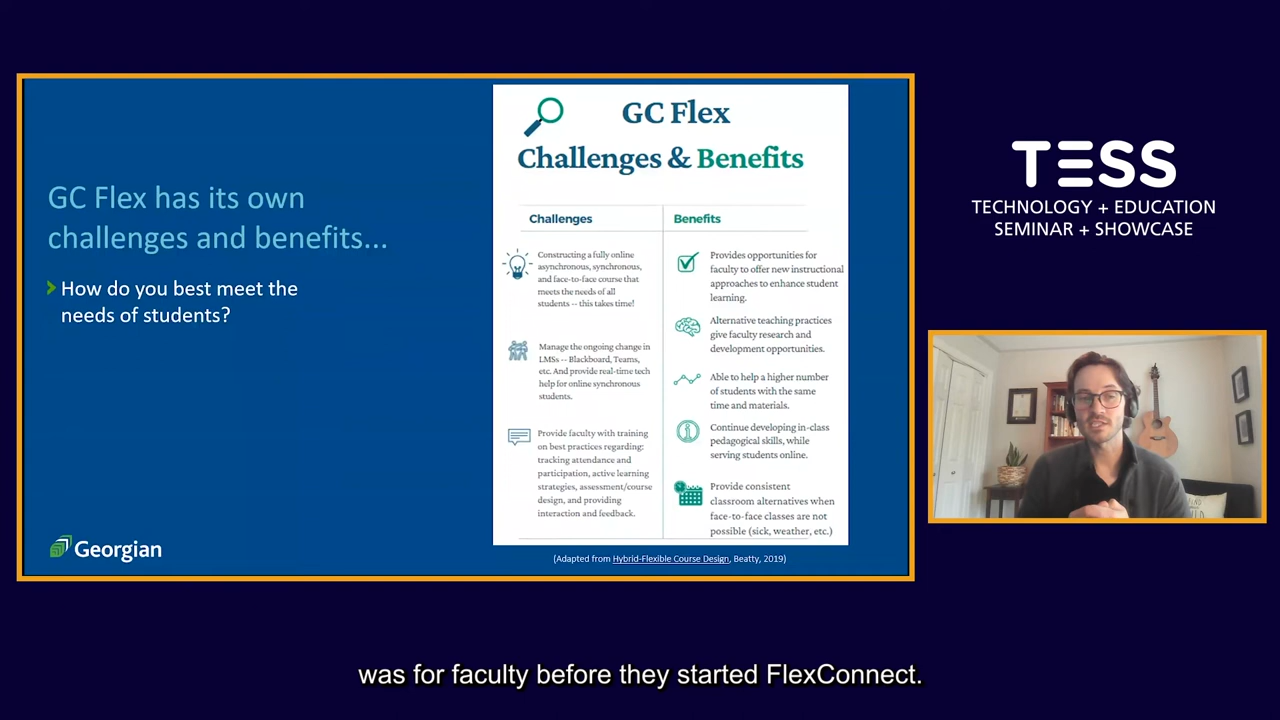 GC Flex has its own
challenges and benefits...
How do you best meet the
needs of students?
Georgian
GC Flex
Challenges & Benefits
Challenges
Constructing a fully online
asynchronous, synchronous,
and face-to-face course that
meets the needs of all
students -- this takes time!
Manage the ongoing change in
LMSs -- Blackboard, Teams,
etc. And provide real-time tech
help for online synchronous
students.
Provide faculty with training
on best practices regarding:
tracking attendance and
participation, active learning
strategies, assessment/course
design, and providing
interaction and feedback.
Benefits
Provides opportunities for
faculty to offer new instructional
approaches to enhance student
learning.
Alternative teaching practices
give faculty research and
development opportunities.
Able to help a higher number
of students with the same
time and materials.
Continue developing in-class
pedagogical skills, while
serving students online.
Provide consistent
classroom alternatives when
face-to-face classes are not
possible (sick, weather, etc.)
(Adapted from Hybrid-Flexible Course Design, Beatty, 2019)
TESS
TECHNOLOGY + EDUCATION
SEMINAR + SHOWCASE
was for faculty before they started FlexConnect.